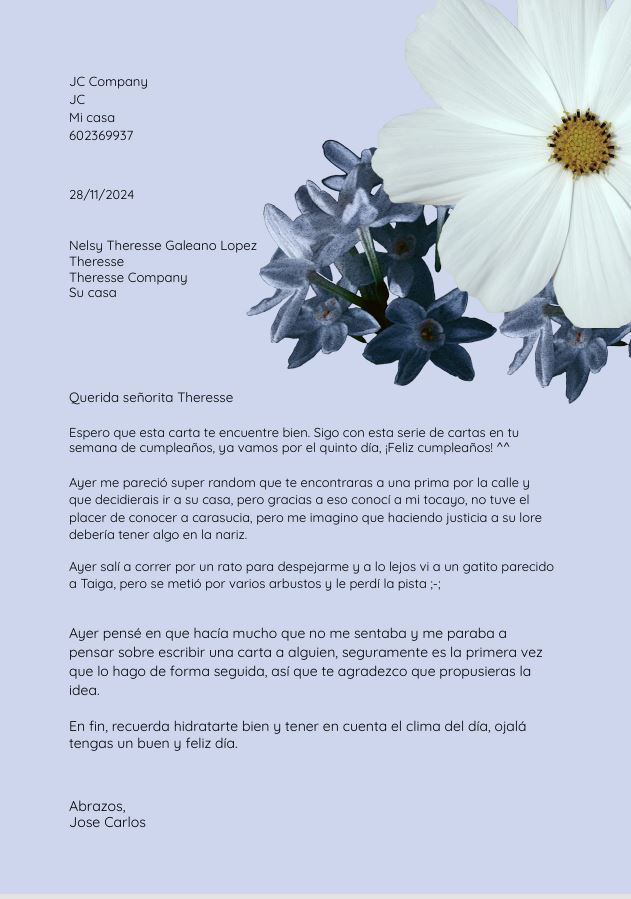 JC Company
JC
Mi casa
602369937
28/11/2024
Nelsy Theresse Galeano Lopez
Theresse
Theresse Company
Su casa
Querida señorita Theresse
Espero que esta carta te encuentre bien. Sigo con esta serie de cartas en tu
semana de cumpleaños, ya vamos por el quinto día, ¡Feliz cumpleaños! ^^
Ayer me pareció super random que te encontraras a una prima por la calle y
que decidierais ir a su casa, pero gracias a eso conocí a mi tocayo, no tuve el
placer de conocer a carasucia, pero me imagino que haciendo justicia a su lore
debería tener algo en la nariz.
Ayer salí a correr por un rato para despejarme y a lo lejos vi a un gatito parecido
a Taiga, pero se metió por varios arbustos y le perdí la pista ;-;
Ayer pensé en que hacía mucho que no me sentaba y me paraba a
pensar sobre escribir una carta a alguien, seguramente es la primera vez
que lo hago de forma seguida, así que te agradezco que propusieras la
idea.
En fin, recuerda hidratarte bien y tener en cuenta el clima del día, ojalá
tengas un buen y feliz día.
Abrazos,
Jose Carlos